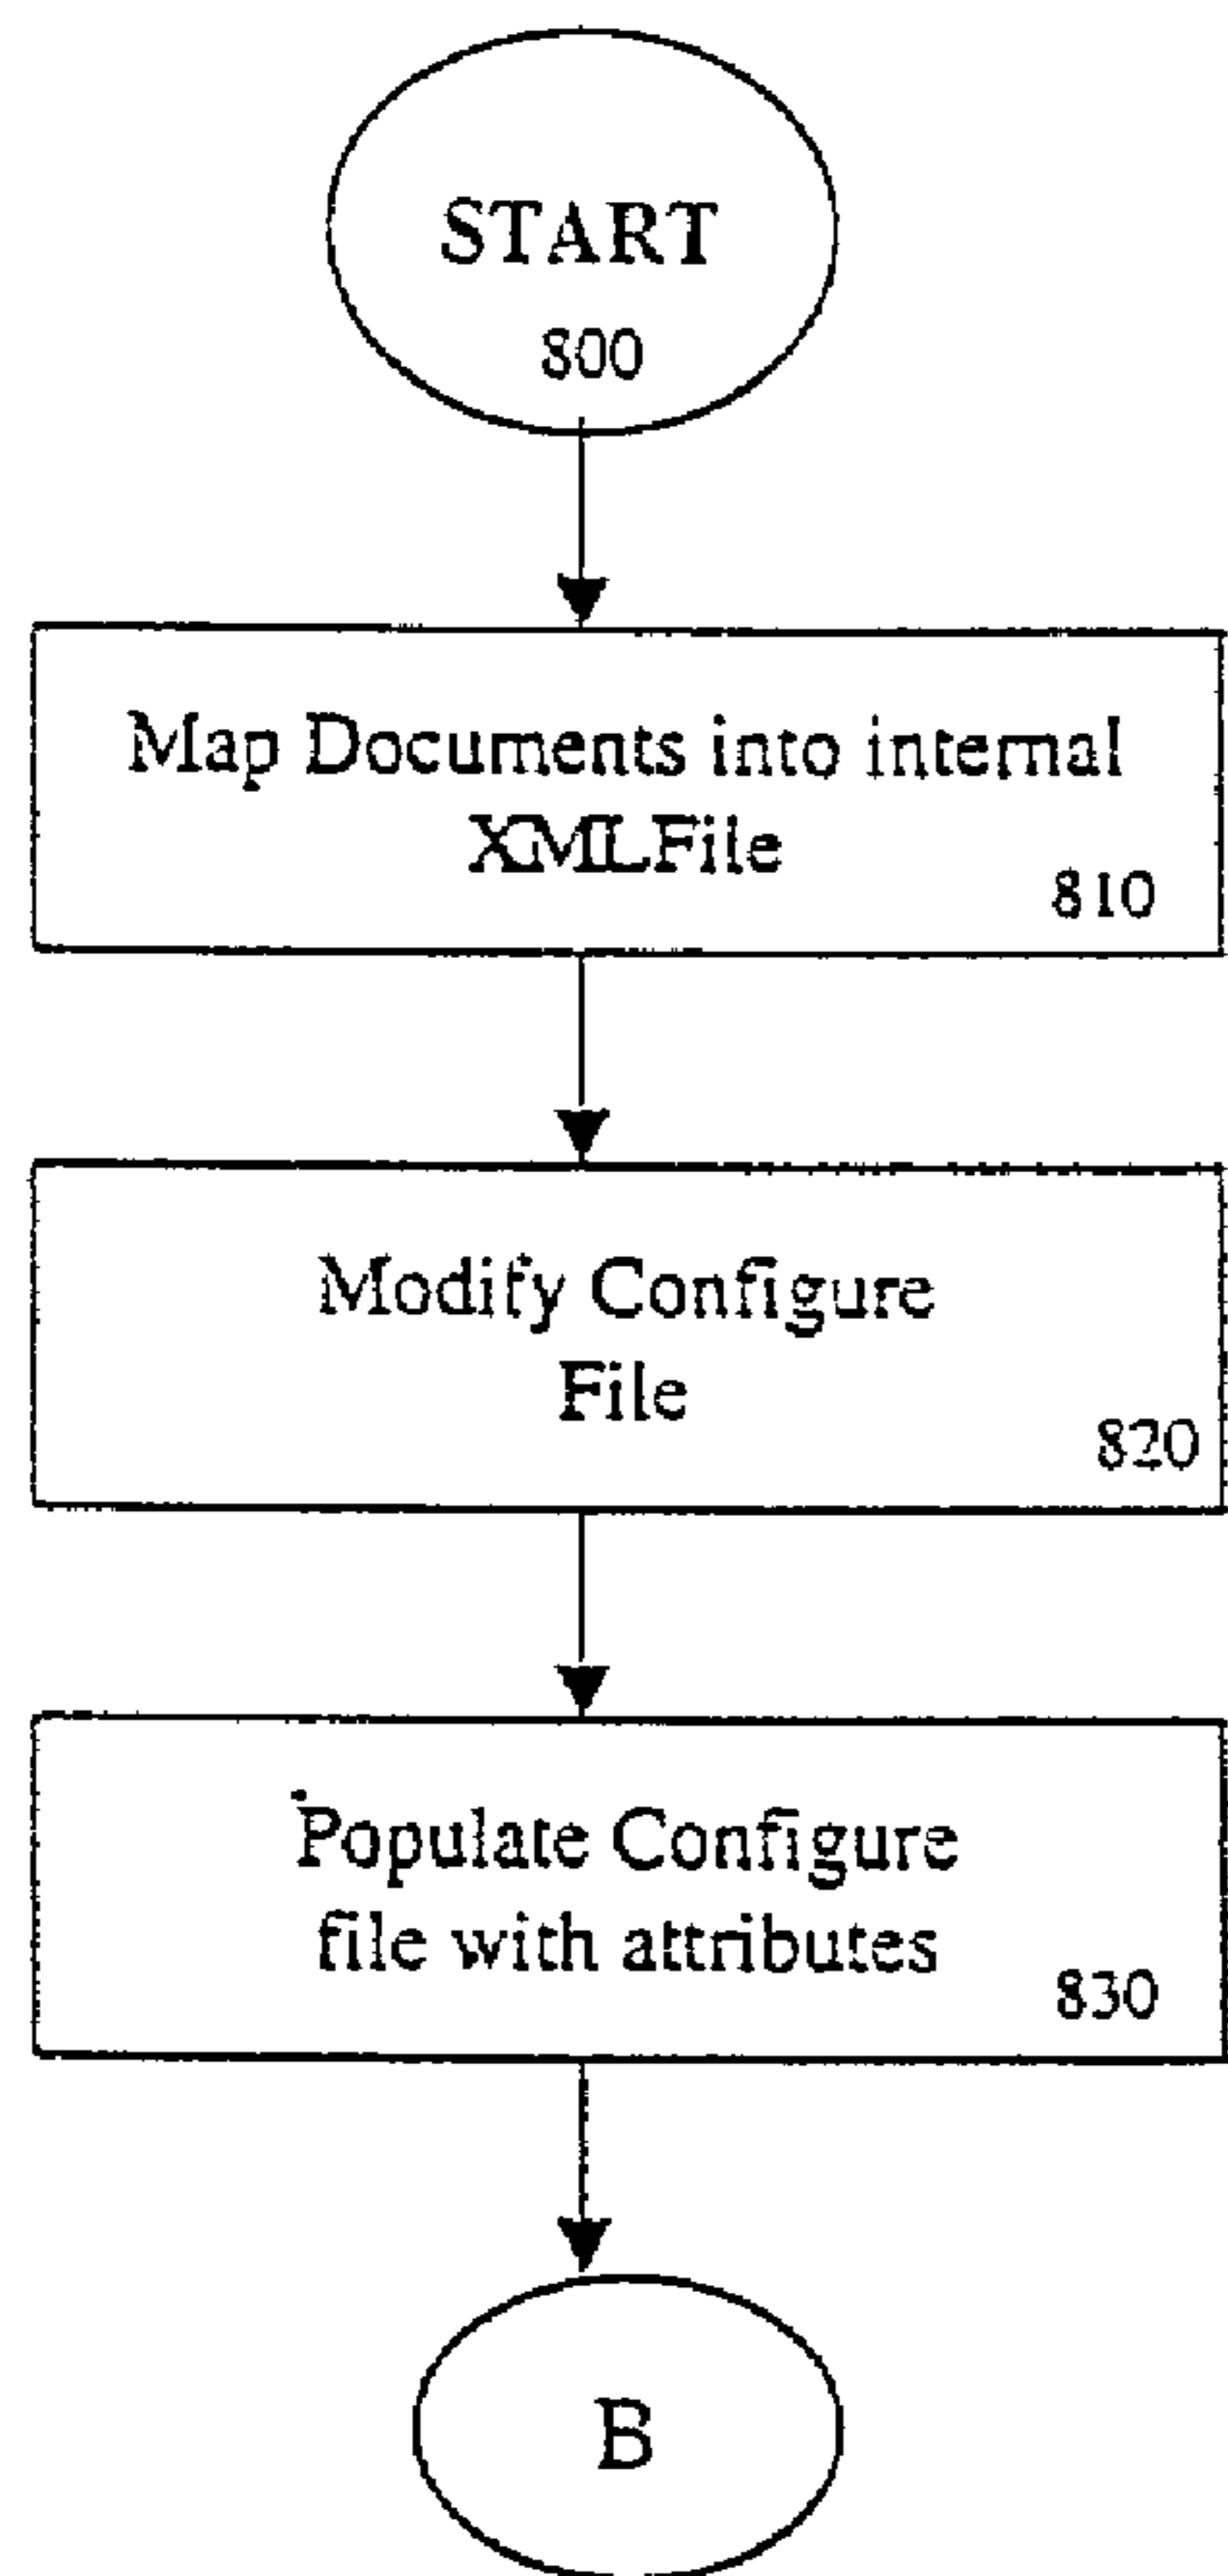 START
800
Map Documents into internal
XMLFile
810
Modify Configure
File
820
Populate Configure
file with attributes
830
B